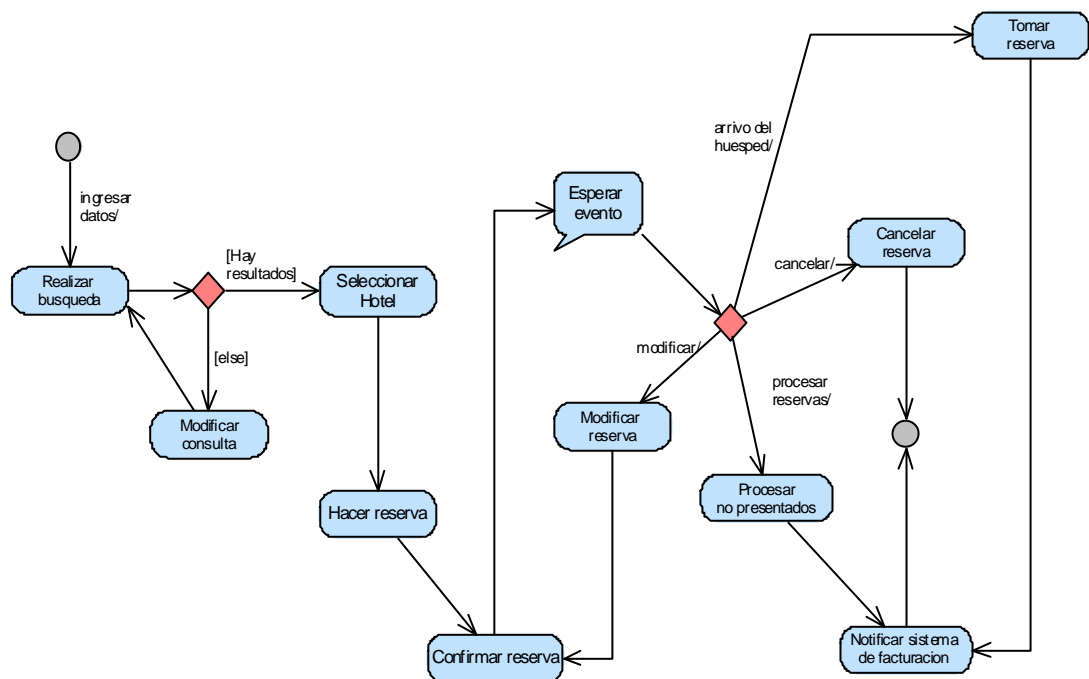 Tomar
reserva
arrivo del
huesped/
ingresar
datos/
Esperar
evento
[Hay
resultados]
Cancelar
reserva
Realizar
busqueda
Seleccionar
Hotel
cancelar/
modificar/
[else]
procesar
reservas/
Modificar
consulta
Modificar
reserva
Procesar
no presentados
Hacer reserva
Confirmar reserva
Notificar sistema
de facturacion